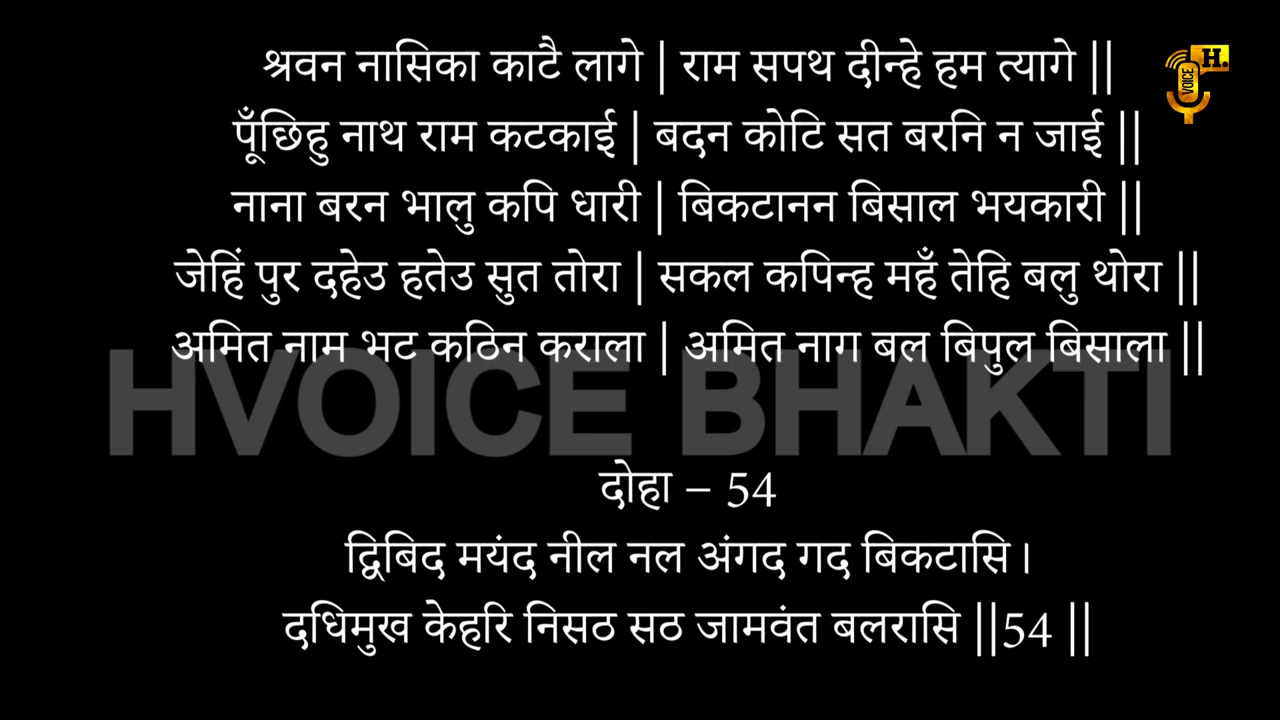 श्रवन नासिका काटै लागे | राम सपथ दीन्हे हम त्यागे ||
H.
VOICE
पूँछिहु नाथ राम कटकाई | बदन कोटि सत बरनि न जाई ||
नाना बरन भालु कपि धारी | बिकटानन बिसाल भयकारी ||
जेहिं पुर दहेउ हतेउ सुत तोरा | सकल कपिन्ह महँ तेहि बलु थोरा ||
अमित नाम भट कठिन कराला | अमित नाग बल बिपुल बिसाला ||
HVOICE BHAKTI
दोहा – 54
द्विबिद मयंद नील नल अंगद गद बिकटासि।
दधिमुख केहरि निसठ सठ जामवंत बलरासि ||54 ||